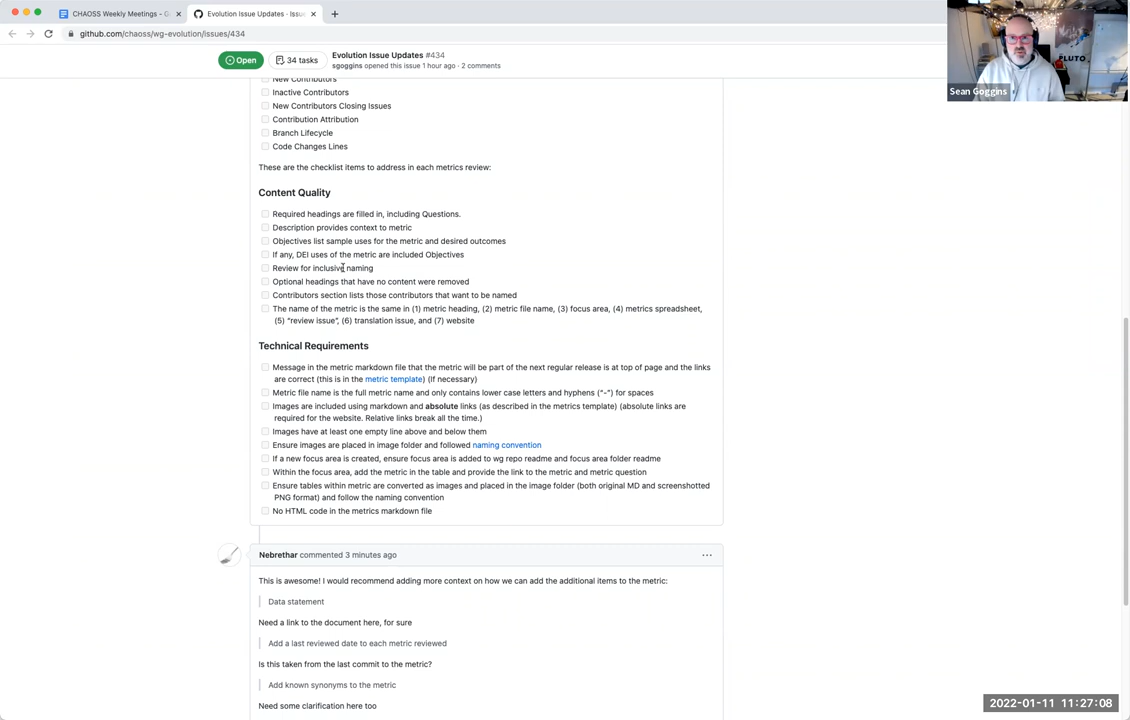 CHAOSS Weekly Meetings - G
Evolution Issue Updates · Issu
github.com/chaoss/wg-evolution/issues/434
Open
34 tasks
Evolution Issue Updates #434
sgoggins opened this issue 1 hour ago · 2 comments
Sean Goggins
New Contributors
Inactive Contributors
New Contributors Closing Issues
Contribution Attribution
Branch Lifecycle
Code Changes Lines
These are the checklist items to address in each metrics review:
Content Quality
Required headings are filled in, including Questions.
Description provides context to metric
Objectives list sample uses for the metric and desired outcomes
If any, DEI uses of the metric are included Objectives
Review for inclusive naming
Optional headings that have no content were removed
Contributors section lists those contributors that want to be named
The name of the metric is the same in (1) metric heading, (2) metric file name, (3) focus area, (4) metrics spreadsheet,
(5) “review issue”, (6) translation issue, and (7) website
Technical Requirements
Message in the metric markdown file that the metric will be part of the next regular release is at top of page and the links
are correct (this is in the metric template) (if necessary)
Metric file name is the full metric name and only contains lower case letters and hyphens (“-”) for spaces
Images are included using markdown and absolute links (as described in the metrics template) (absolute links are
required for the website. Relative links break all the time.)
Images have at least one empty line above and below them
Ensure images are placed in image folder and followed naming convention
If a new focus area is created, ensure focus area is added to wg repo readme and focus area folder readme
Within the focus area, add the metric in the table and provide the link to the metric and metric question
Ensure tables within metric are converted as images and placed in the image folder (both original MD and screenshotted
PNG format) and follow the naming convention
No HTML code in the metrics markdown file
Nebrethar commented 3 minutes ago
This is awesome! I would recommend adding more context on how we can add the additional items to the metric:
Data statement
Need a link to the document here, for sure
Add a last reviewed date to each metric reviewed
Is this taken from the last commit to the metric?
Add known synonyms to the metric
Need some clarification here too
2022-01-11 11:27:08
PLUTO